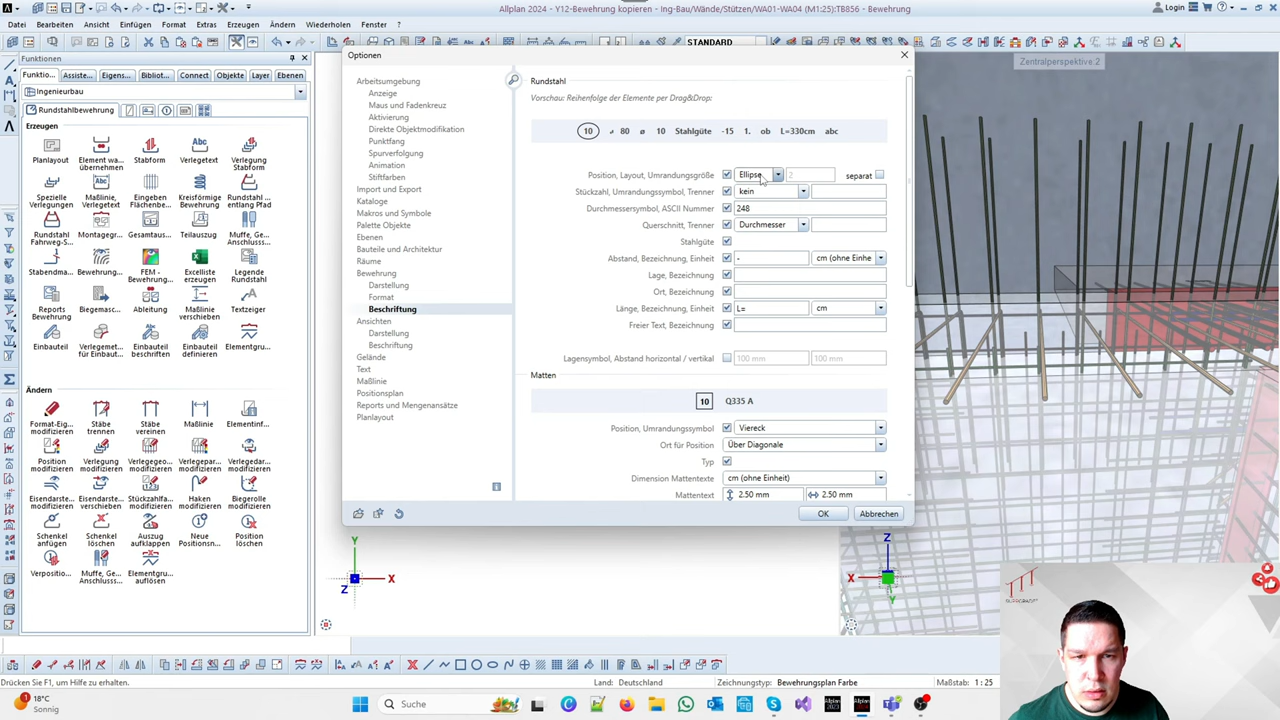 Allplan 2024 - Y12-Bewehrung kopieren - Ing-Bau/Wände/Stützen/WA01-WA04 (M1:25):TB856 - Bewehrung
Login
Datei Bearbeiten Ansicht Einfügen Format Extras Erzeugen Ändern Wiederholen Fenster
STANDARD
Funktionen
Funktio... Assiste... Eigens... Bibliot... Connect Objekte Layer Ebenen
Ingenieurbau
Rundstahlbewehrung
Erzeugen
Planlayout
Element wa... übernehmen
Stabform
Verlegetext
Verlegung Stabform
Spezielle Verlegungen
Maßlinie, Textzeiger
Eingaben Flächenbe...
Kreisförmige Bewehrung
Rundstahl entlang Pfad
Rundstahl Fahrweg-S...
Montagegr...
Gesamtaus...
Teilauszug
Muffe, Ge... Anschluss...
Stabendma...
Bewehrung...
FEM - Bewehrung...
Excelliste erzeugen
Legende Rundstahl
Reports Bewehrung
Biegemasc...
Ableitung
Maßlinie verschieben
Textzeiger
Einbauteil
Verlegemet... für Einbaut...
Einbauteil beschriften
Einbauteil definieren
Elementgru...
Ändern
Format-Eig... modifizieren
Stäbe trennen
Stäbe vereinen
Maßlinie
Elementinf...
Position modifizieren
Verlegung modifizieren
Verlegetex... modifizieren
Verlegepar... modifizieren
Verlegedar... modifizieren
Eisendarste... Verlegung
Eisendarste... modifizieren
Stückzahlfa... modifizieren
Haken modifizieren
Biegerolle modifizieren
Schenkel anfügen
Schenkel löschen
Auszug aufklappen
Neue Positionsn...
Position löschen
Verpositio...
Muffe, Ge... Anschluss...
Elementgru... auflösen
Optionen
Arbeitsumgebung
Anzeige
Maus und Fadenkreuz
Aktivierung
Direkte Objektmodifikation
Punktfang
Spurverfolgung
Animation
Stiftfarben
Import und Export
Kataloge
Makros und Symbole
Palette Objekte
Ebenen
Bauteile und Architektur
Räume
Bewehrung
Darstellung
Format
Beschriftung
Ansichten
Darstellung
Beschriftung
Gelände
Text
Maßlinie
Positionsplan
Reports und Mengenansätze
Planlayout
Rundstahl
Vorschau: Reihenfolge der Elemente per Drag&Drop:
10 80 ø 10 Stahlgüte -15 1. ob L=330cm abc
Position, Layout, Umrandungsgröße Ellipse 2 separat
Stückzahl, Umrandungssymbol, Trenner kein
Durchmessersymbol, ASCII Nummer 248
Querschnitt, Trenner Durchmesser
Stahlgüte
Abstand, Bezeichnung, Einheit - cm (ohne Einhe
Lage, Bezeichnung
Ort, Bezeichnung
Länge, Bezeichnung, Einheit L= cm
Freier Text, Bezeichnung
Lagensymbol, Abstand horizontal / vertikal 100 mm 100 mm
Matten
10 Q335 A
Position, Umrandungssymbol Viereck
Ort für Position Über Diagonale
Typ
Dimension Mattentexte cm (ohne Einheit)
Mattentext 2.50 mm 2.50 mm
OK Abbrechen
Zentralperspektive 2
Y
X
Z
Z
X
Y
Drücken Sie F1, um Hilfe zu erhalten.
Land: Deutschland Zeichnungstyp: Bewehrungsplan Farbe Maßstab: 1 : 25
18°C
Sonnig
Suche